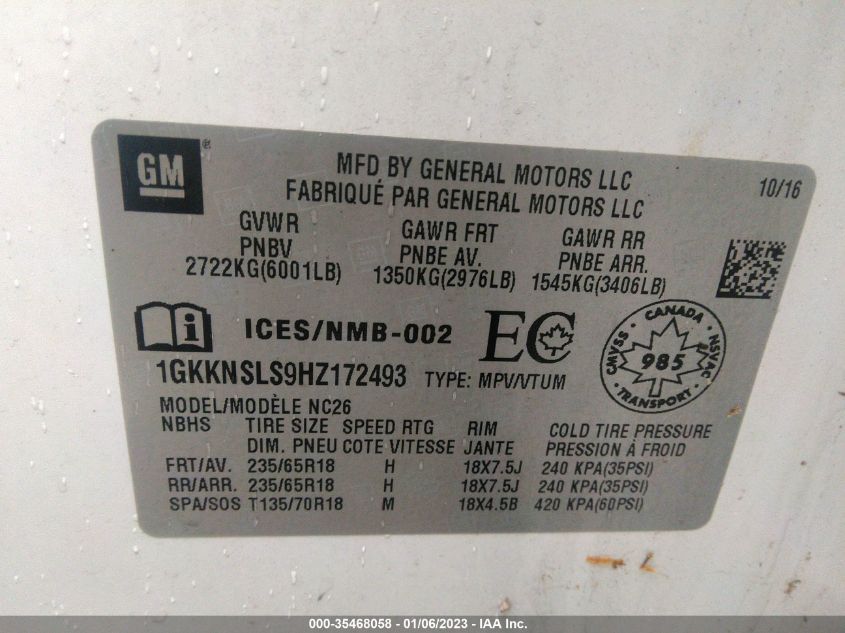 GM ®
MFD BY GENERAL MOTORS LLC
FABRIQUÉ PAR GENERAL MOTORS LLC
10/16
GVWR GAWR FRT GAWR RR
PNBV PNBE AV. PNBE ARR.
2722KG(6001LB) 1350KG(2976LB) 1545KG(3406LB)
i ICES/NMB-002 EC
CANADA
CMVSS 985 NSVAC
TRANSPORT
1GKKNSLS9HZ172493 TYPE: MPV/VTUM
MODEL/MODÈLE NC26
NBHS TIRE SIZE SPEED RTG RIM COLD TIRE PRESSURE
DIM. PNEU COTE VITESSE JANTE PRESSION À FROID
FRT/AV. 235/65R18 H 18X7.5J 240 KPA(35PSI)
RR/ARR. 235/65R18 H 18X7.5J 240 KPA(35PSI)
SPA/SOS T135/70R18 M 18X4.5B 420 KPA(60PSI)
000-35468058 - 01/06/2023 - IAA Inc.